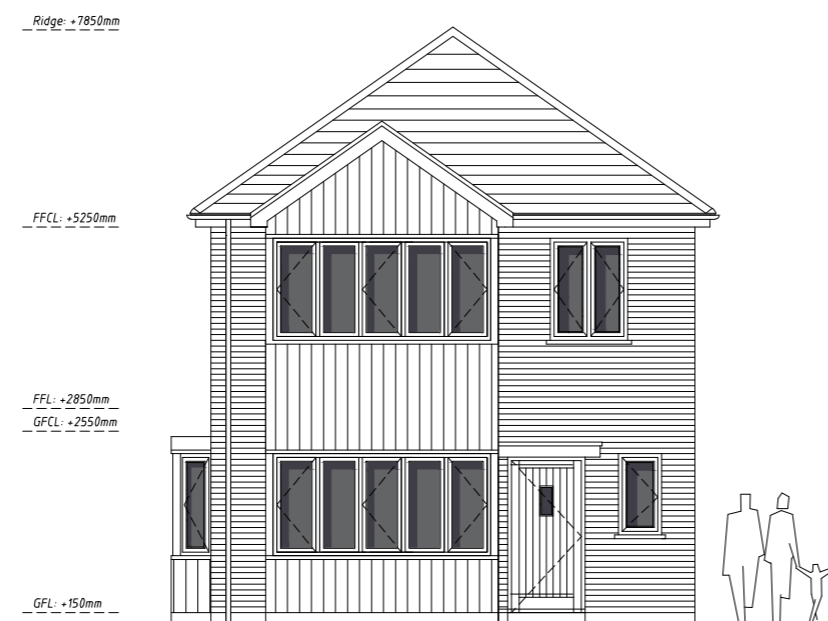 Ridge: +7850mm
FFCL: +5250mm
FFL: +2850mm
GFCL: +2550mm
GFL: +150mm